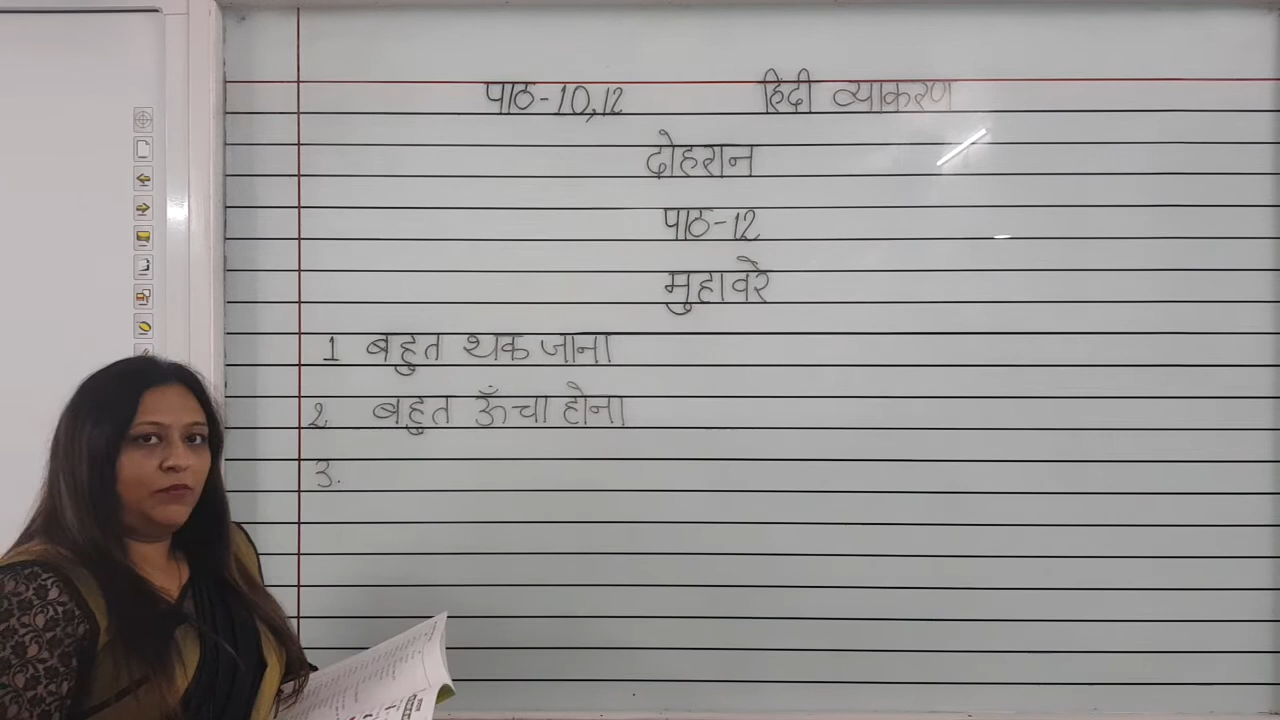 पाठ-10,12 हिंदी व्याकरण
दोहरान
पाठ-12
मुहावरे
1 बहुत थक जाना
2. बहुत ऊँचा होना
3.